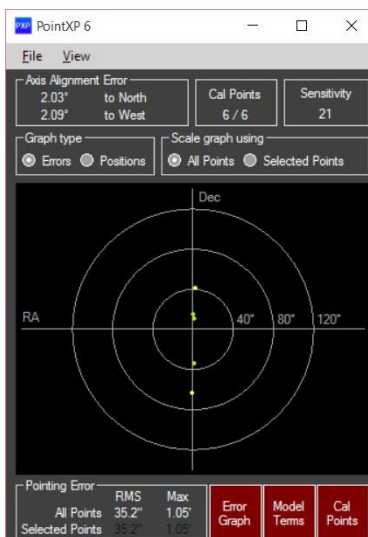 PXP PointXP 6
File View
Axis Alignment Error
2.03° to North
2.09° to West
Cal Points
6 / 6
Sensitivity
21
Graph type
Errors Positions
Scale graph using
All Points Selected Points
Dec
RA
40" 80" 120"
Pointing Error
RMS Max
All Points 35.2" 1.05'
Selected Points 35.2" 1.05'
Error
Graph
Model
Terms
Cal
Points